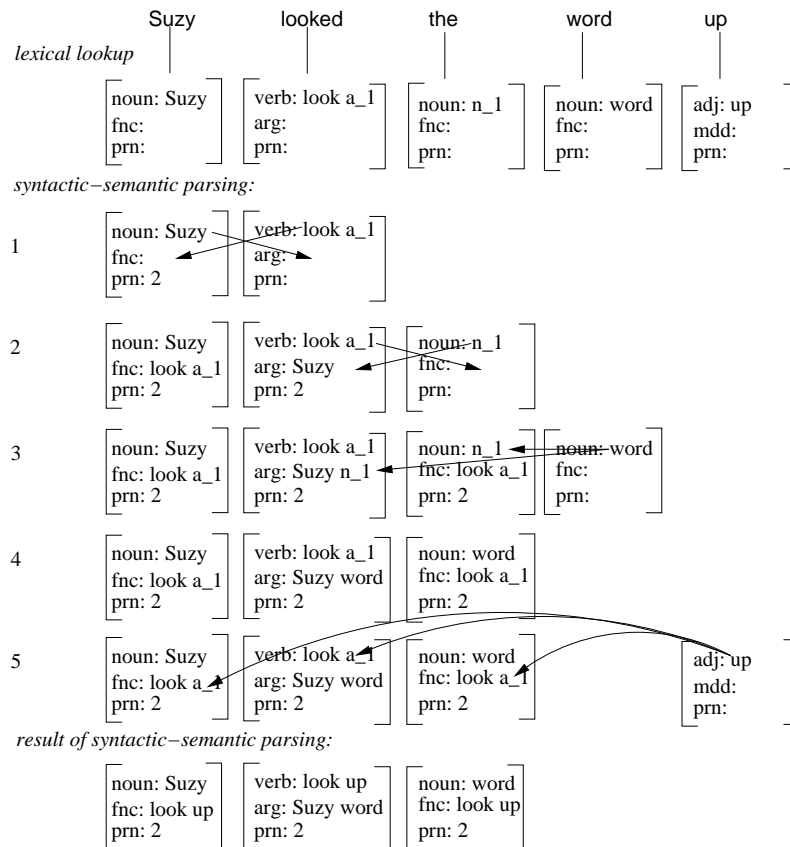 Suzy looked the word up
lexical lookup
noun: Suzy verb: look a_1 noun: n_1 noun: word adj: up
fnc: arg: fnc: fnc: mdd:
prn: prn: prn: prn: prn:
syntactic−semantic parsing:
1
noun: Suzy verb: look a_1
fnc: arg:
prn: 2 prn:
2
noun: Suzy verb: look a_1 noun: n_1
fnc: look a_1 arg: Suzy fnc:
prn: 2 prn: 2 prn:
3
noun: Suzy verb: look a_1 noun: n_1 noun: word
fnc: look a_1 arg: Suzy n_1 fnc: look a_1 fnc:
prn: 2 prn: 2 prn: 2 prn:
4
noun: Suzy verb: look a_1 noun: word
fnc: look a_1 arg: Suzy word fnc: look a_1
prn: 2 prn: 2 prn: 2
5
noun: Suzy verb: look a_1 noun: word adj: up
fnc: look a_1 arg: Suzy word fnc: look a_1 mdd:
prn: 2 prn: 2 prn: 2 prn:
result of syntactic−semantic parsing:
noun: Suzy verb: look up noun: word
fnc: look up arg: Suzy word fnc: look up
prn: 2 prn: 2 prn: 2